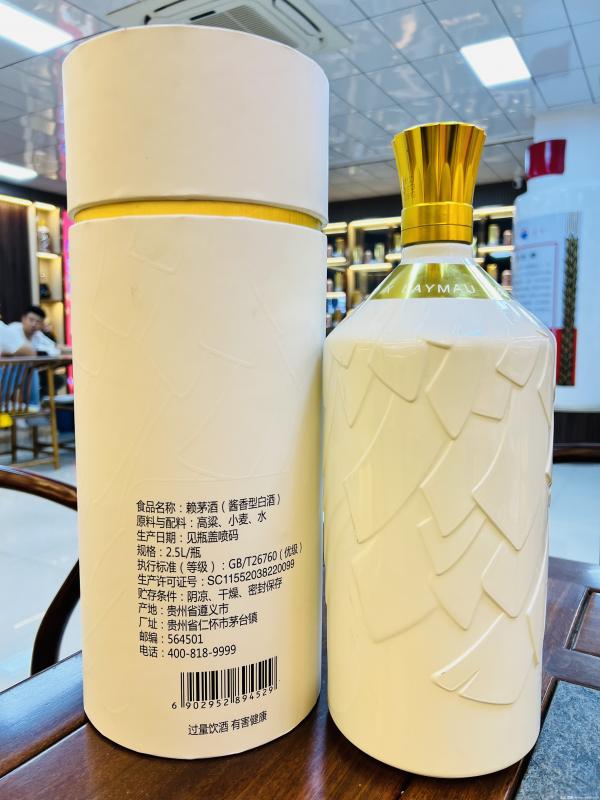 LAYMAU
食品名称：赖茅酒（酱香型白酒）
原料与配料：高粱、小麦、水
生产日期：见瓶盖喷码
规格：2.5L/瓶
执行标准（等级）：GB/T26760（优级）
生产许可证号：SC11552038220099
贮存条件：阴凉、干燥、密封保存
产地：贵州省遵义市
厂址：贵州省仁怀市茅台镇
邮编：564501
电话：400-818-9999
6 902952 894529
过量饮酒 有害健康